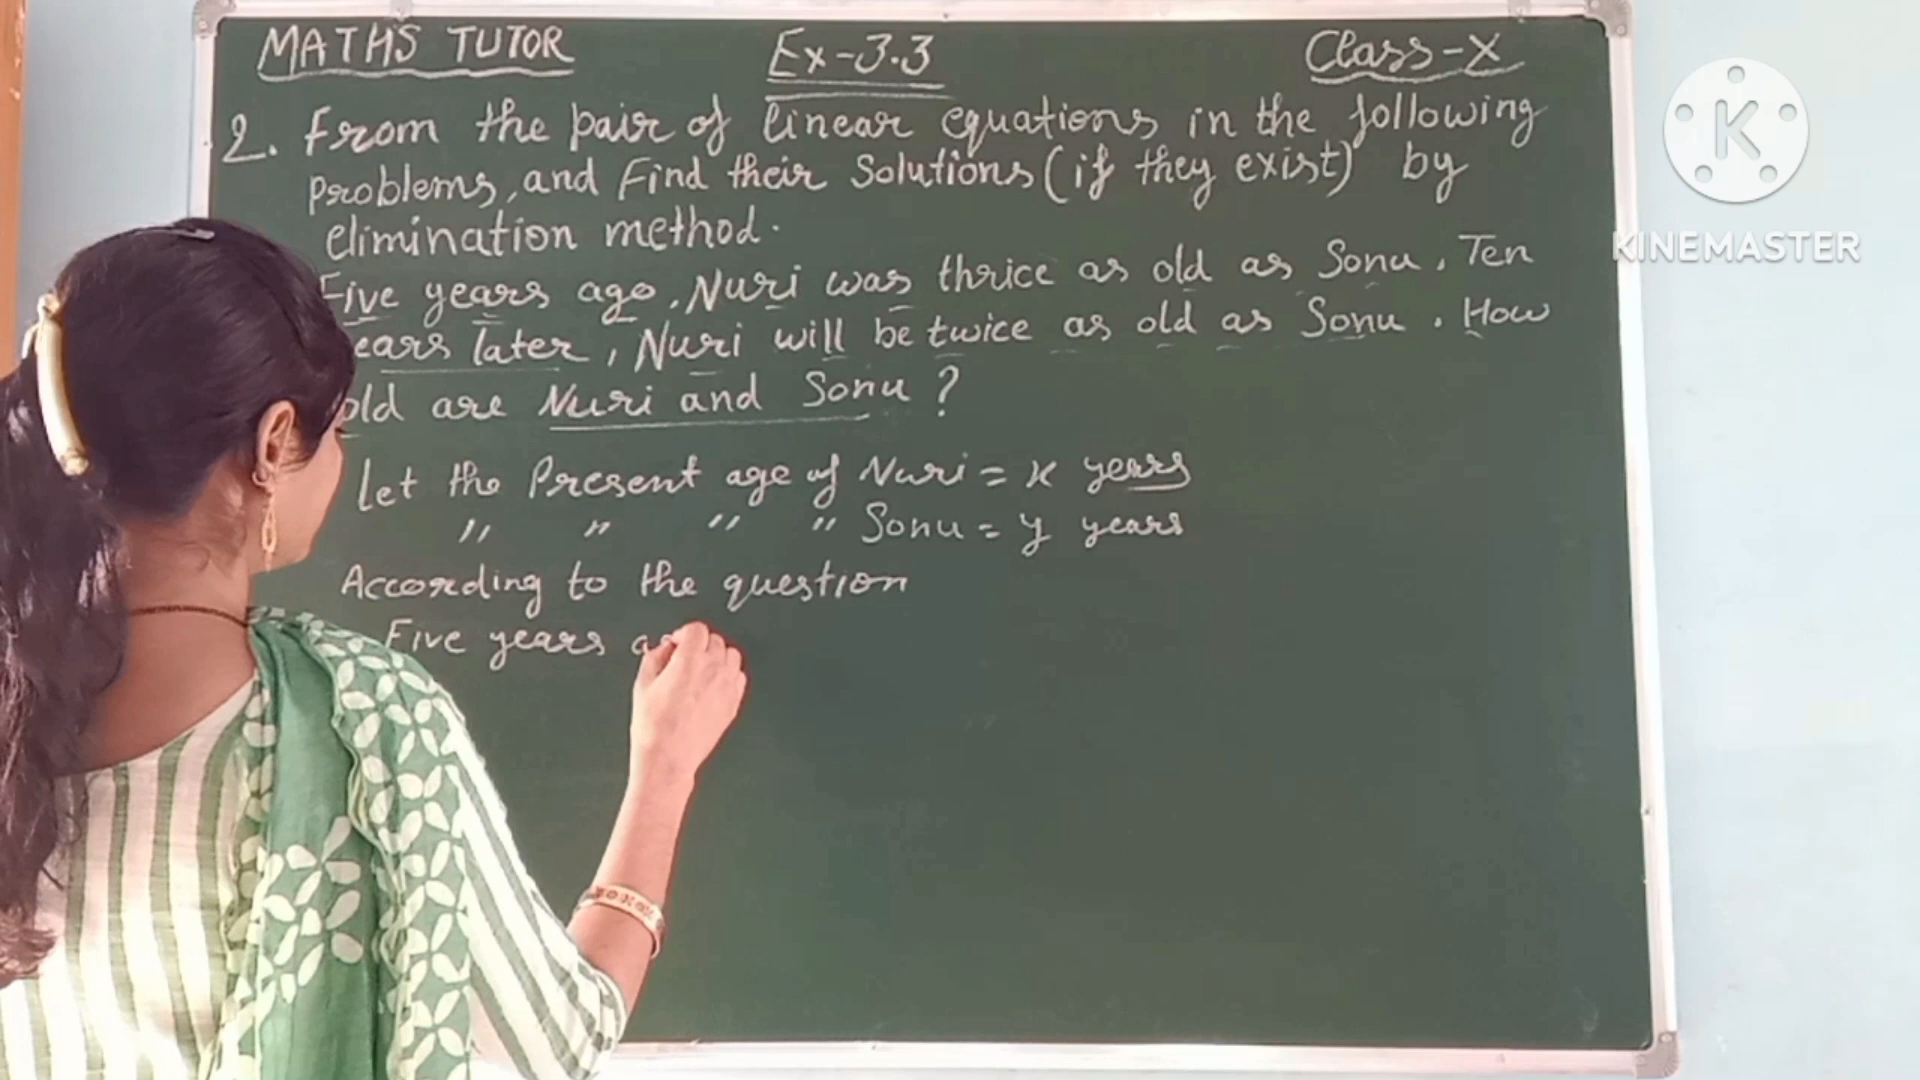 MATHS TUTOR Ex-3.3 Class-X
2. From the pair of linear equations in the following
problems, and Find their Solutions (if they exist) by
elimination method.
Five years ago, Nuri was thrice as old as Sonu. Ten
ears later, Nuri will be twice as old as Sonu. How
old are Nuri and Sonu?
Let the Present age of Nuri = x years
" " " " Sonu = y years
According to the question
Five years a
K
KINEMASTER